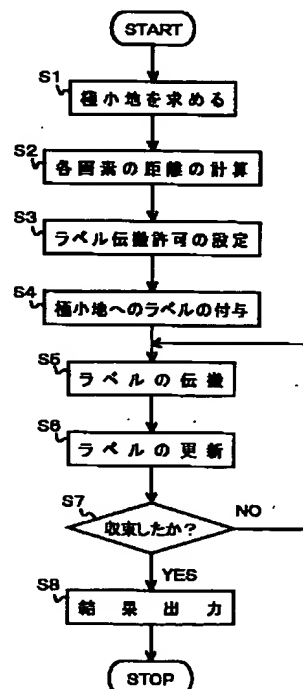 START
S1
極小地を求める
S2
各画素の距離の計算
S3
ラベル伝搬許可の設定
S4
極小地へのラベルの付与
S5
ラベルの伝搬
S6
ラベルの更新
S7
収束したか?
NO
YES
S8
結果出力
STOP